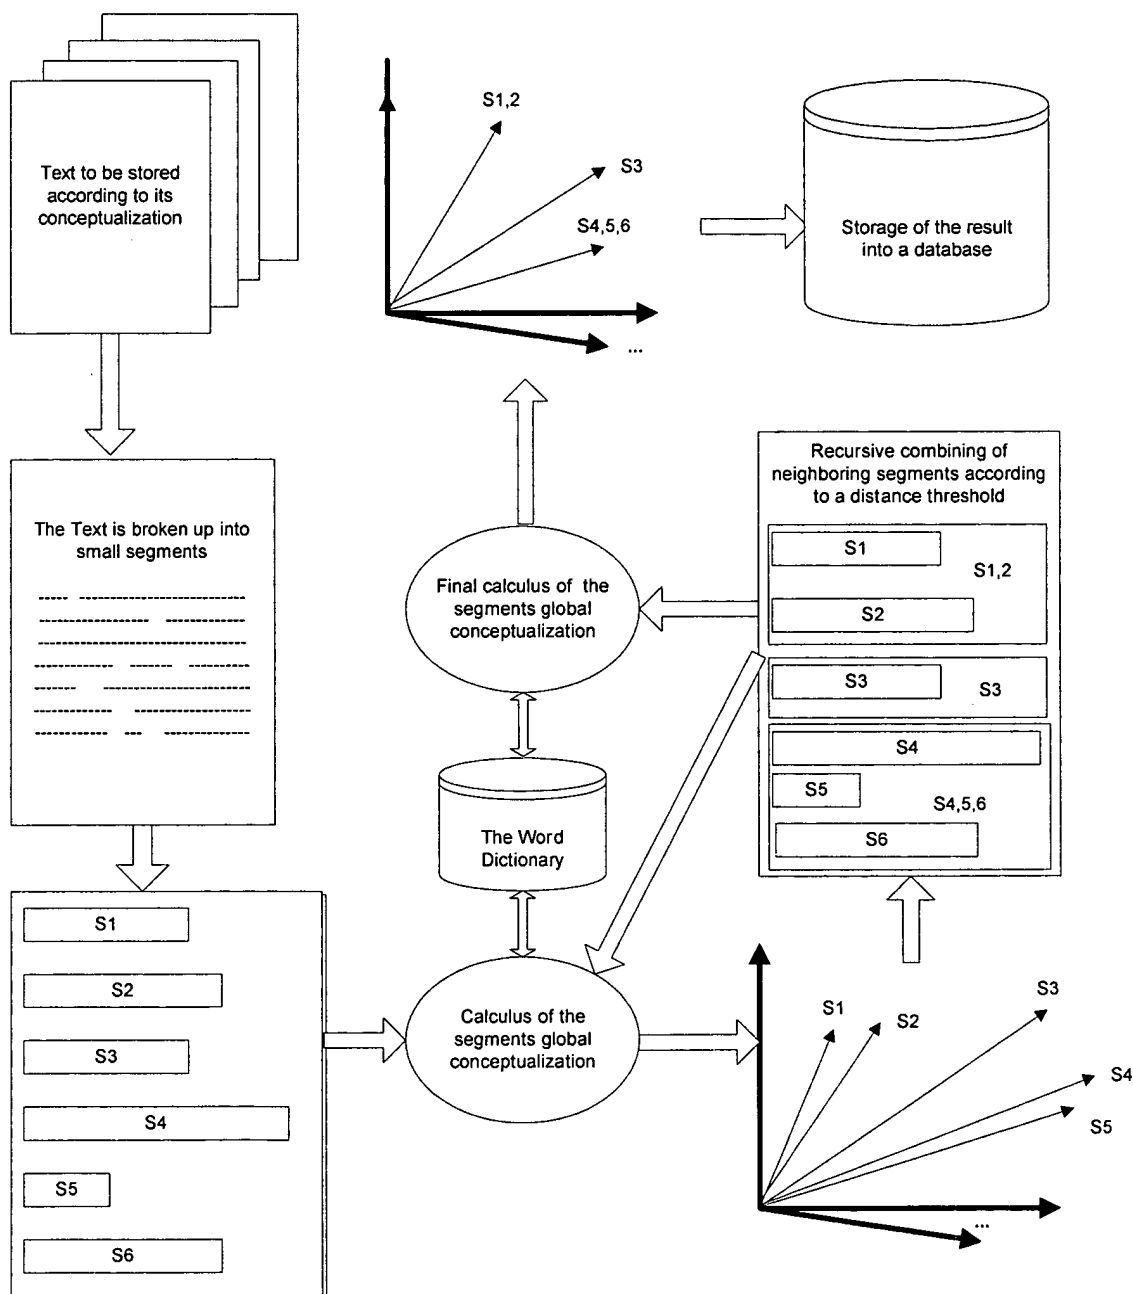 Text to be stored
according to its
conceptualization
S1,2
S3
S4,5,6
...
Storage of the result
into a database
The Text is broken up into
small segments
Final calculus of the
segments global
conceptualization
Recursive combining of
neighboring segments according
to a distance threshold
S1
S1,2
S2
S3
S3
S4
S5
S4,5,6
S6
The Word
Dictionary
S1
S2
S3
S4
S5
S6
Calculus of the
segments global
conceptualization
S1
S2
S3
S4
S5
...